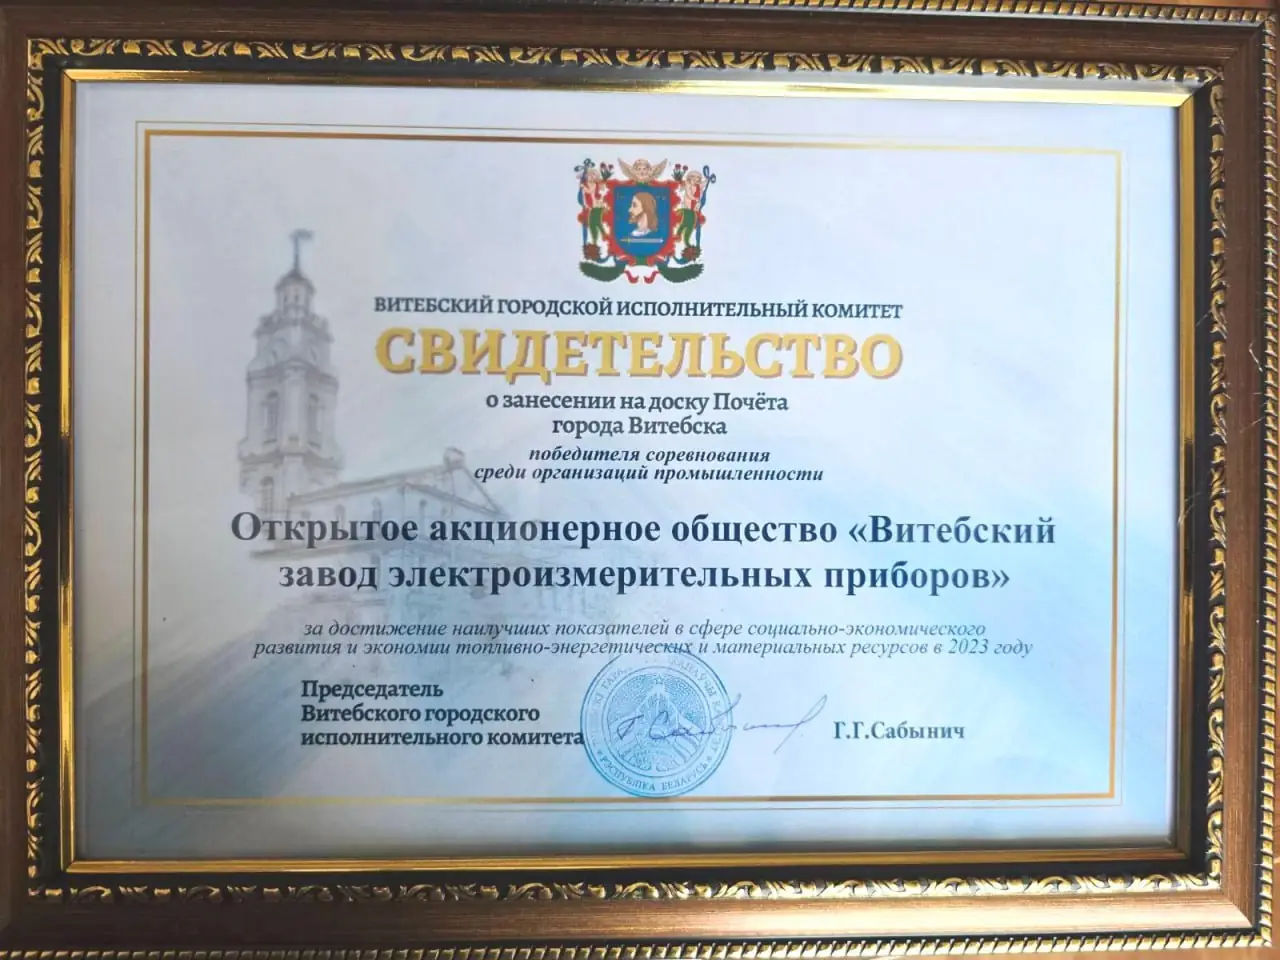 ВИТЕБСКИЙ ГОРОДСКОЙ ИСПОЛНИТЕЛЬНЫЙ КОМИТЕТ
СВИДЕТЕЛЬСТВО
о занесении на доску Почёта
города Витебска
победителя соревнования
среди организаций промышленности
Открытое акционерное общество «Витебский
завод электроизмерительных приборов»
за достижение наилучших показателей в сфере социально-экономического
развития и экономии топливно-энергетических и материальных ресурсов в 2023 году
Председатель
Витебского городского
исполнительного комитета
Г.Г.Сабынич
РЭСПУБЛІКА БЕЛАРУСЬ